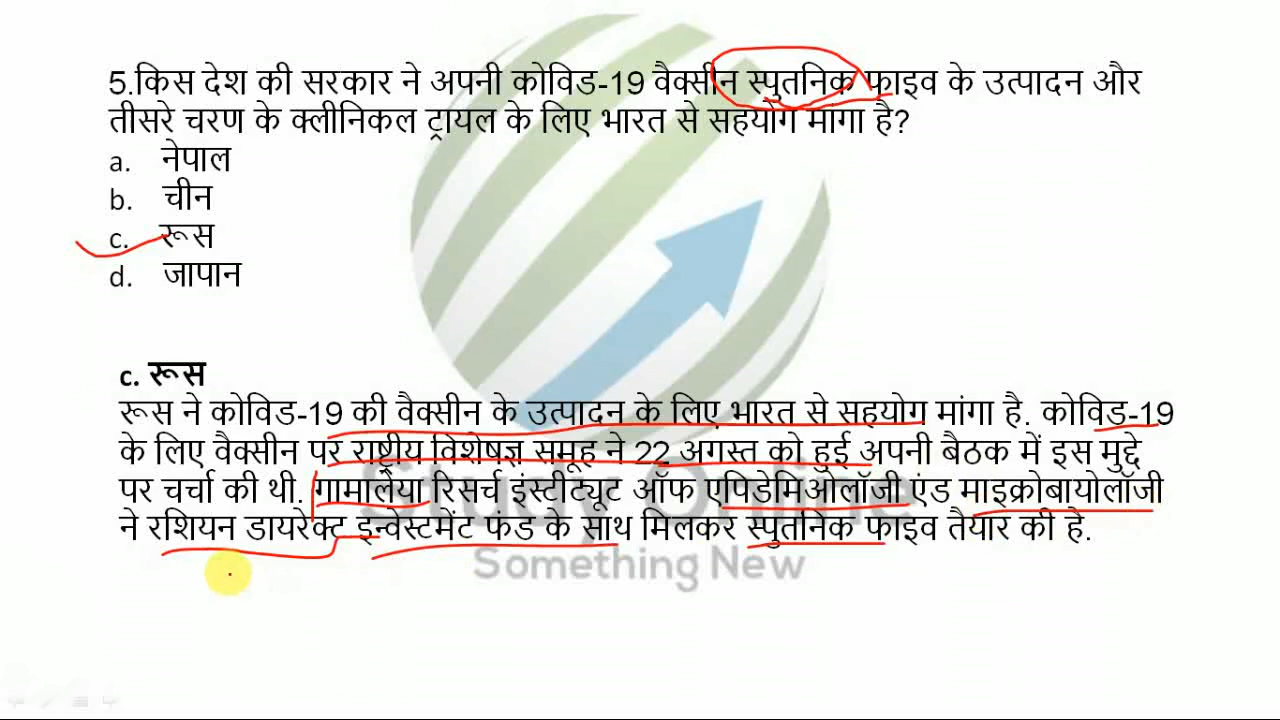 5.किस देश की सरकार ने अपनी कोविड-19 वैक्सीन स्पुतनिक फाइव के उत्पादन और
तीसरे चरण के क्लीनिकल ट्रायल के लिए भारत से सहयोग मांगा है?
a. नेपाल
b. चीन
c. रूस
d. जापान
c. रूस
रूस ने कोविड-19 की वैक्सीन के उत्पादन के लिए भारत से सहयोग मांगा है. कोविड-19
के लिए वैक्सीन पर राष्ट्रीय विशेषज्ञ समूह ने 22 अगस्त को हुई अपनी बैठक में इस मुद्दे
पर चर्चा की थी. गामालेया रिसर्च इंस्टीट्यूट ऑफ एपिडेमिओलॉजी एंड माइक्रोबायोलॉजी
ने रशियन डायरेक्ट इन्वेस्टमेंट फंड के साथ मिलकर स्पुतनिक फाइव तैयार की है.
Study Online
Something New